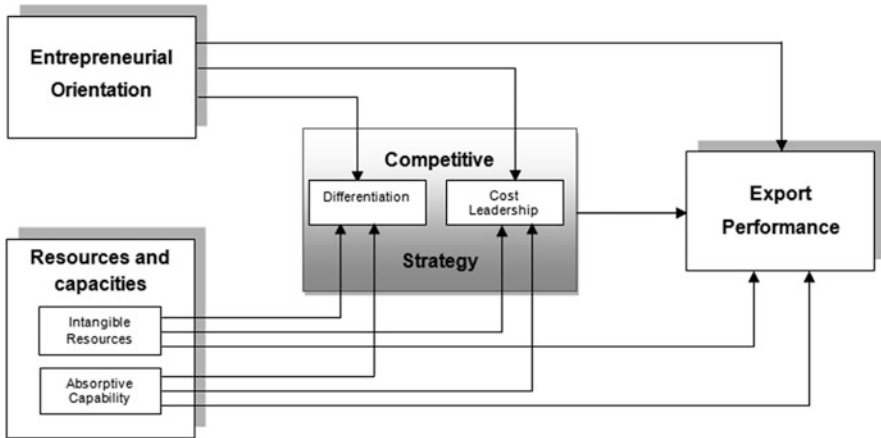 Entrepreneurial
Orientation
Competitive
Differentiation
Cost
Leadership
Strategy
Export
Performance
Resources and
capacities
Intangible
Resources
Absorptive
Capability